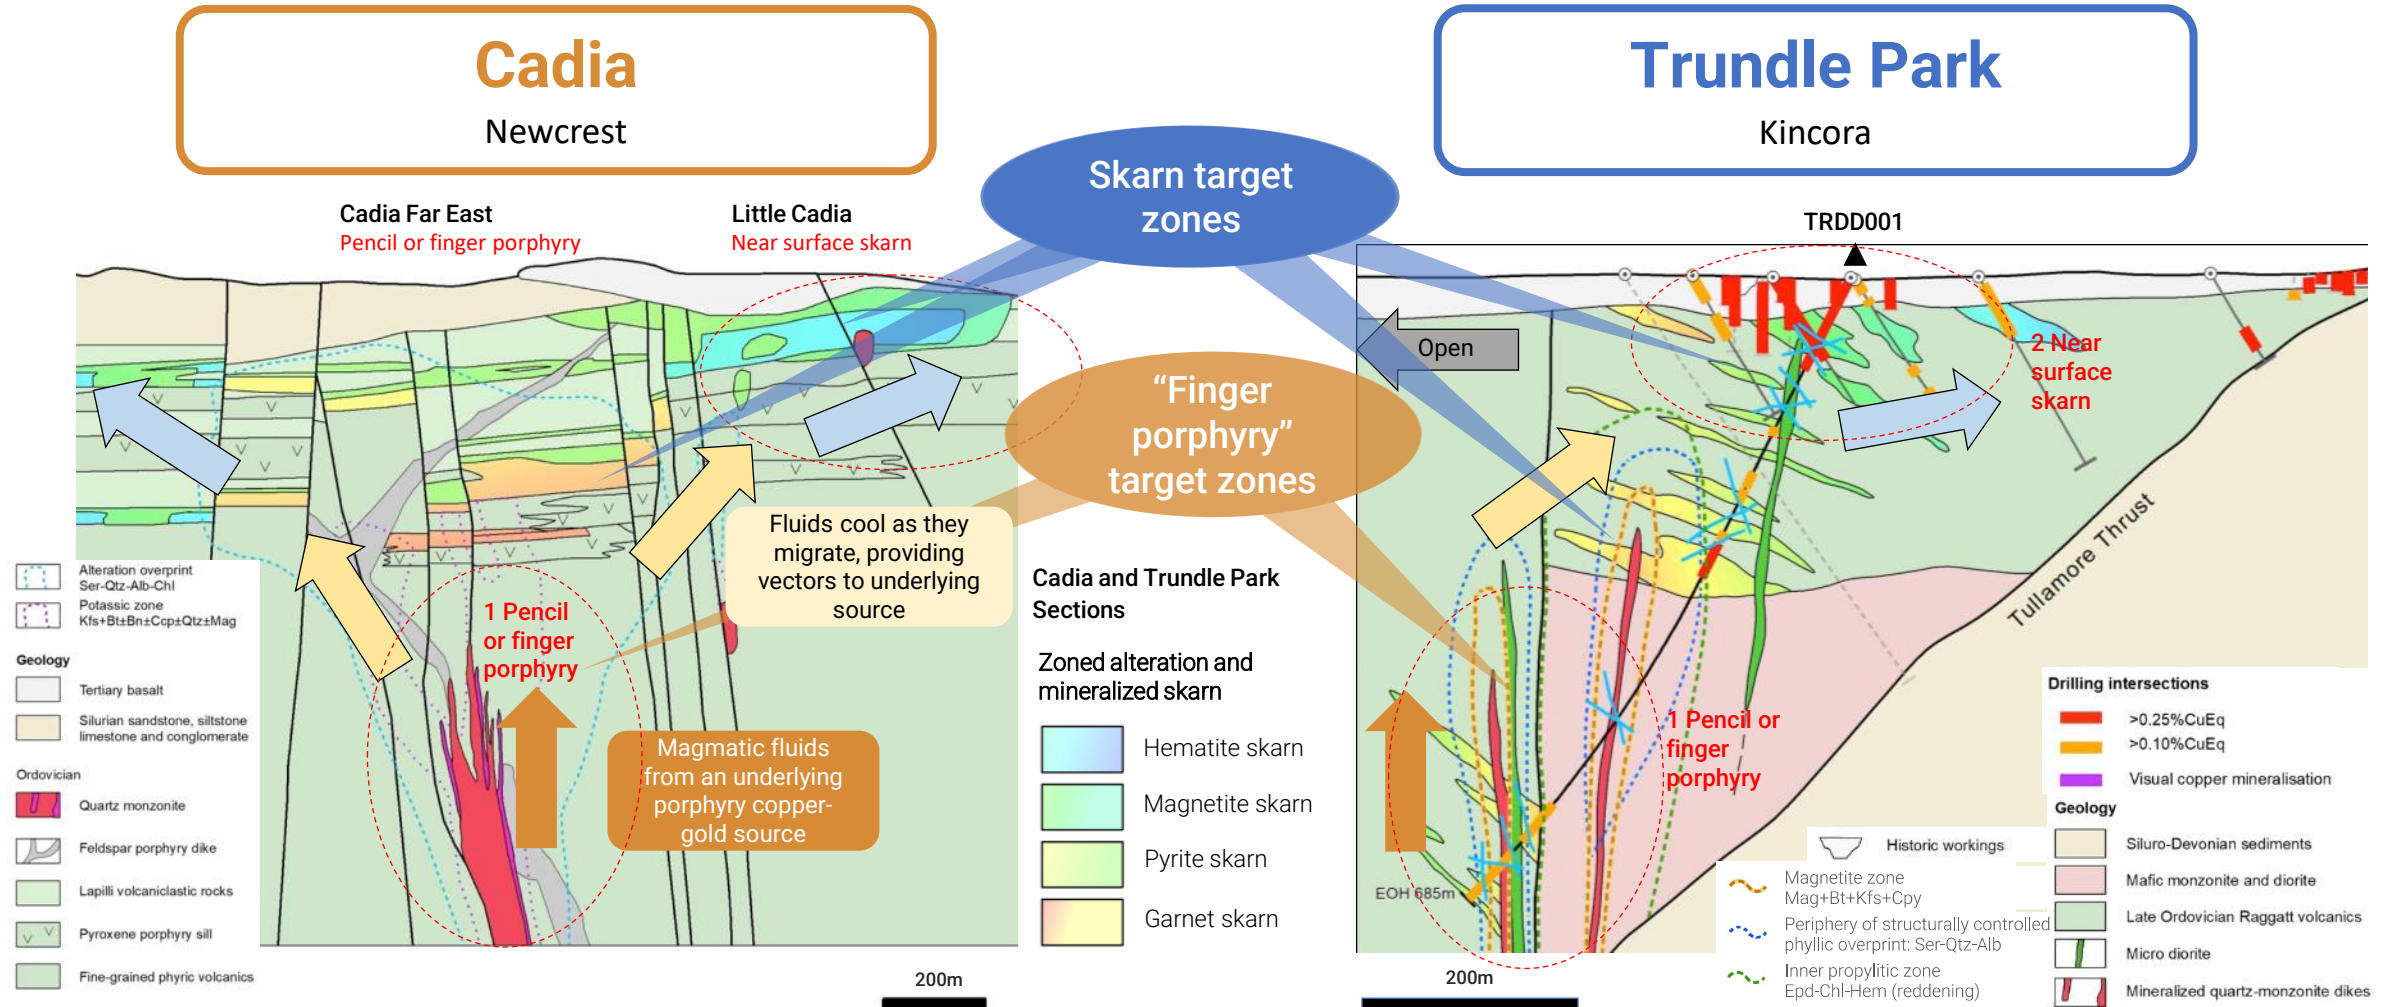 Cadia
Newcrest
Trundle Park
Kincora
Skarn target
zones
Cadia Far East
Pencil or finger porphyry
Little Cadia
Near surface skarn
TRDD001
Open
2 Near
surface
skarn
"Finger
porphyry"
target zones
Fluids cool as they
migrate, providing
vectors to underlying
source
Tullamore Thrust
1 Pencil
or finger
porphyry
Magmatic fluids
from an underlying
porphyry copper-
gold source
1 Pencil or
finger
porphyry
EOH 685m
Alteration overprint
Ser-Qtz-Alb-Chl
Potassic zone
Kfs+Bt±Bn±Ccp±Qtz±Mag
Geology
Tertiary basalt
Silurian sandstone, siltstone
limestone and conglomerate
Ordovician
Quartz monzonite
Feldspar porphyry dike
Lapilli volcaniclastic rocks
Pyroxene porphyry sill
Fine-grained phyric volcanics
200m
Cadia and Trundle Park
Sections
Zoned alteration and
mineralized skarn
Hematite skarn
Magnetite skarn
Pyrite skarn
Garnet skarn
200m
Drilling intersections
>0.25%CuEq
>0.10%CuEq
Visual copper mineralisation
Geology
Historic workings
Siluro-Devonian sediments
Magnetite zone
Mag+Bt+Kfs+Cpy
Mafic monzonite and diorite
Periphery of structurally controlled
phyllic overprint: Ser-Qtz-Alb
Late Ordovician Raggatt volcanics
Inner propylitic zone
Epd-Chl-Hem (reddening)
Micro diorite
Mineralized quartz-monzonite dikes